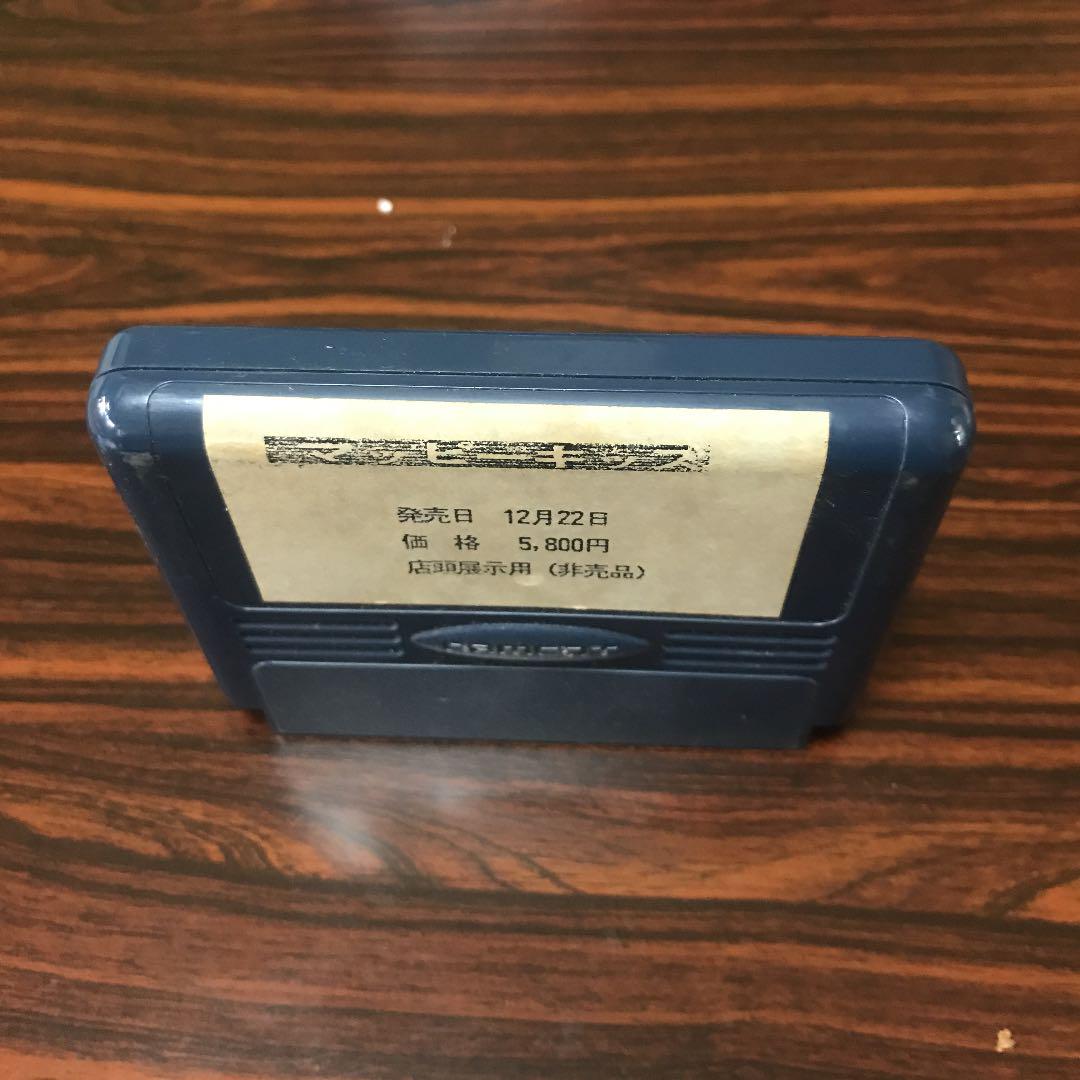 マッピーキッズ
発売日 12月22日
価 格 5,800円
店頭展示用（非売品）